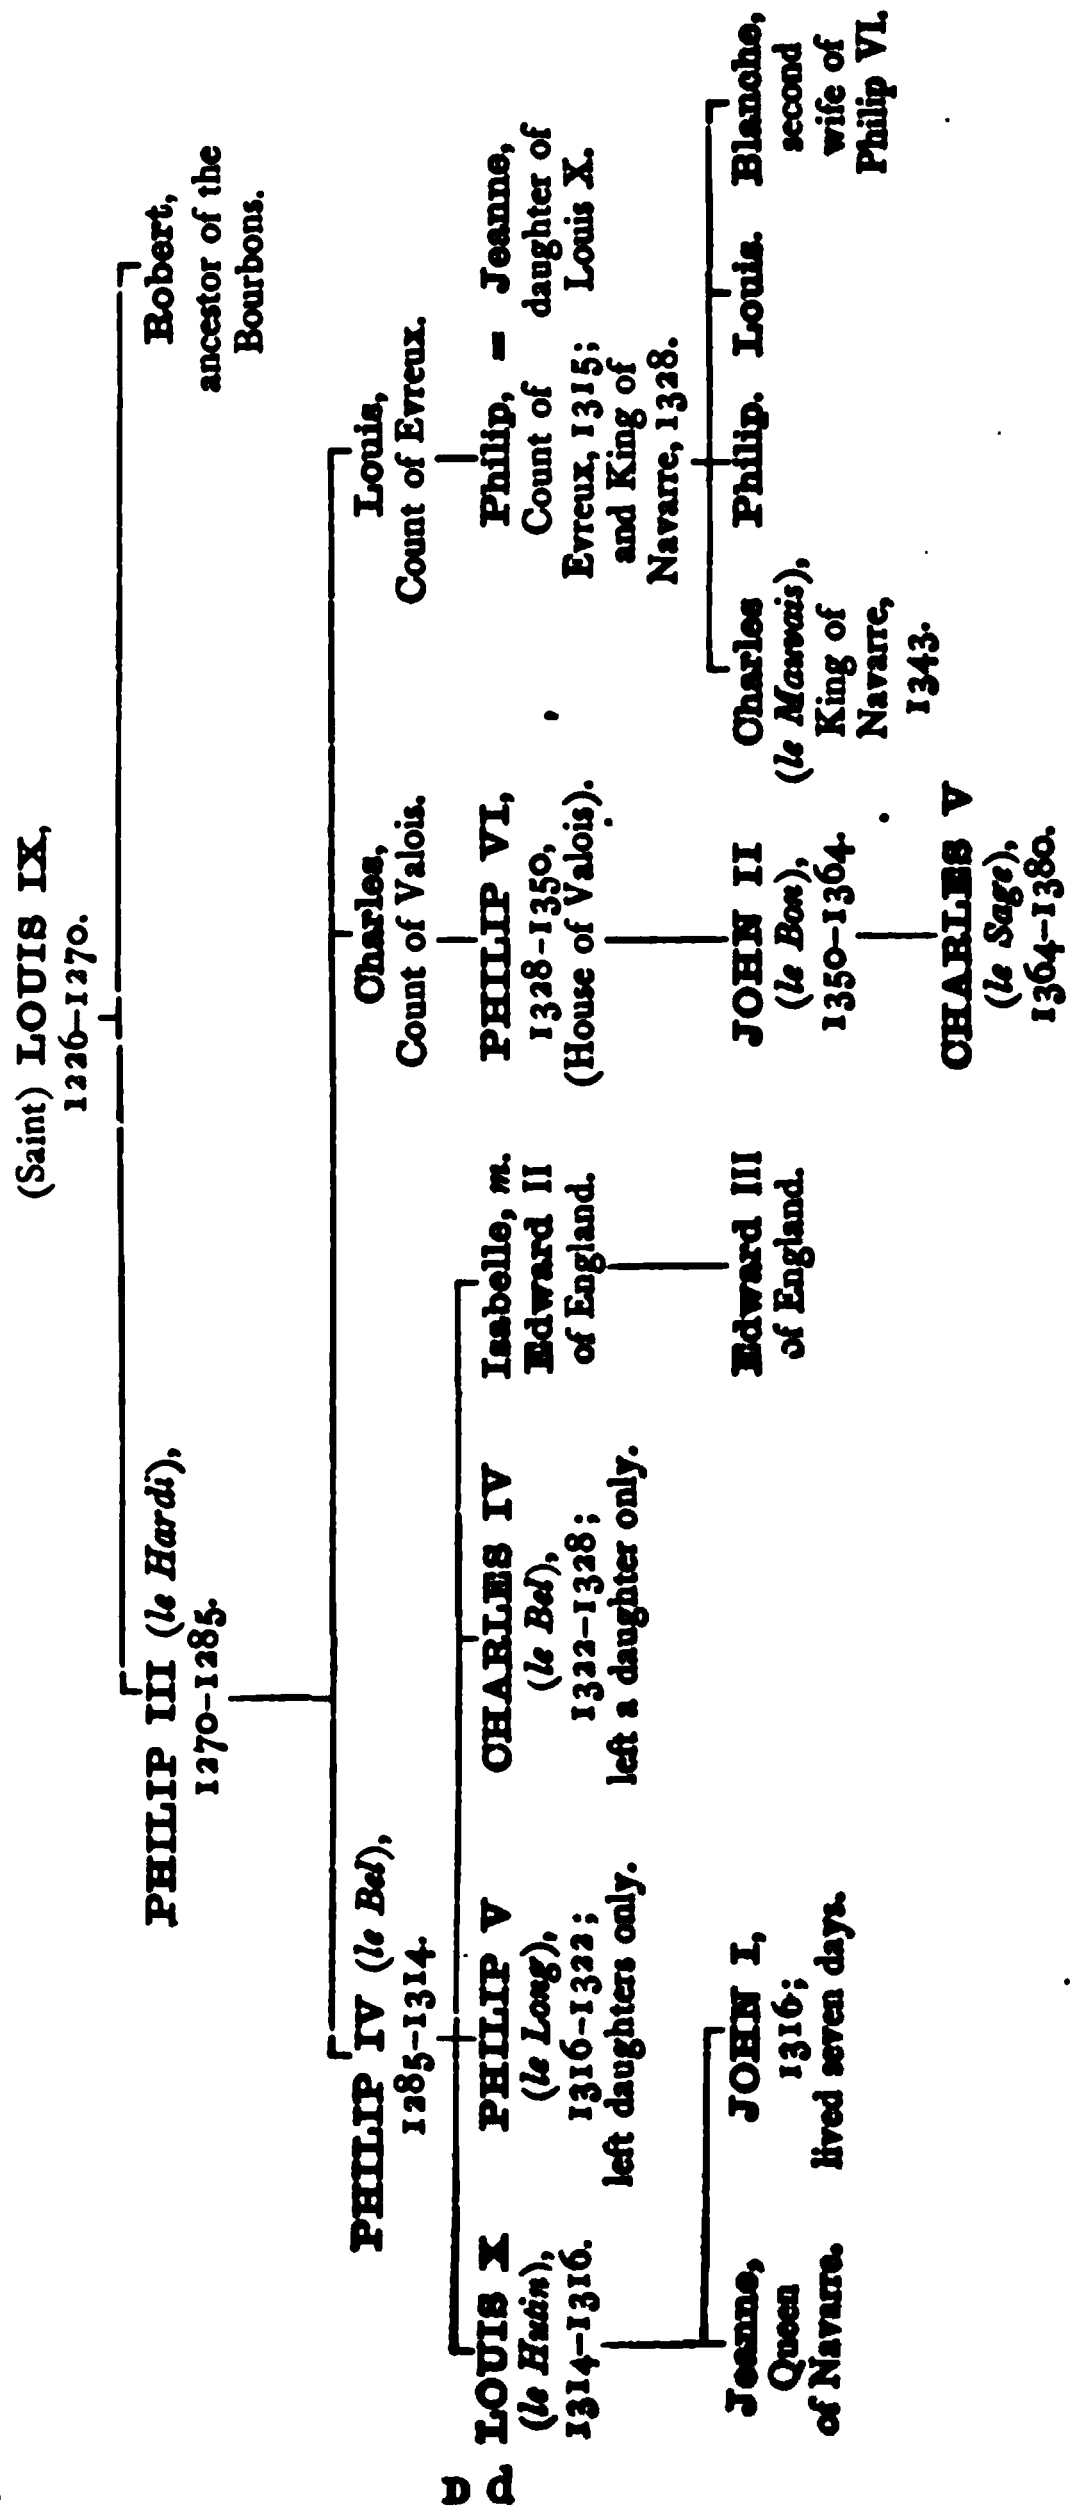 (Saint) LOUIS IX,
1226–1270.
PHILIP III (le Hardi),
1270–1285.
Robert,
ancestor of the
Bourbons.
PHILIP IV (le Bel),
1285–1314.
Charles,
Count of Valois.
Louis,
Count of Evreux.
LOUIS X
(le Hutin),
1314–1316.
PHILIP V
(le Long),
1316–1322;
left daughters only.
CHARLES IV
(le Bel),
1322–1328;
left a daughter only.
Isabelle, m.
Edward II
of England.
PHILIP VI.
1328–1350,
(House of Valois).
Philip, = Jeanne,
Count of daughter of
Evreux, 1315; Louis X.
and King of
Navarre, 1328.
Jeanne,
Queen
of Navarre.
JOHN I,
1316;
lived seven days.
Edward III
of England.
JOHN II
(le Bon),
1350–1364.
Charles
(le Mauvais),
King of
Navarre,
1343.
Philip.
Louis.
Blanche,
second
wife of
Philip VI.
CHARLES V
(le Sage),
1364–1380.